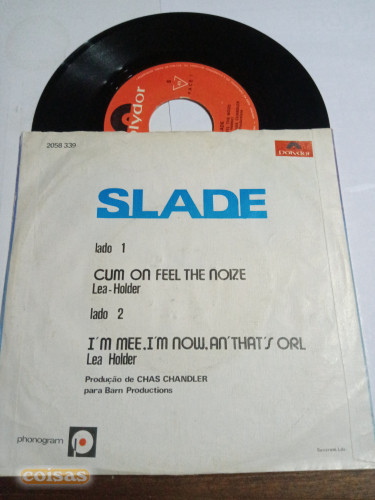 polydor
2058 339
polydor
SLADE
lado 1
CUM ON FEEL THE NOIZE
Lea-Holder
lado 2
I'M MEE,I'M NOW,AN'THAT'S ORL
Lea Holder
Produção de CHAS CHANDLER
para Barn Productions
phonogram
coisas